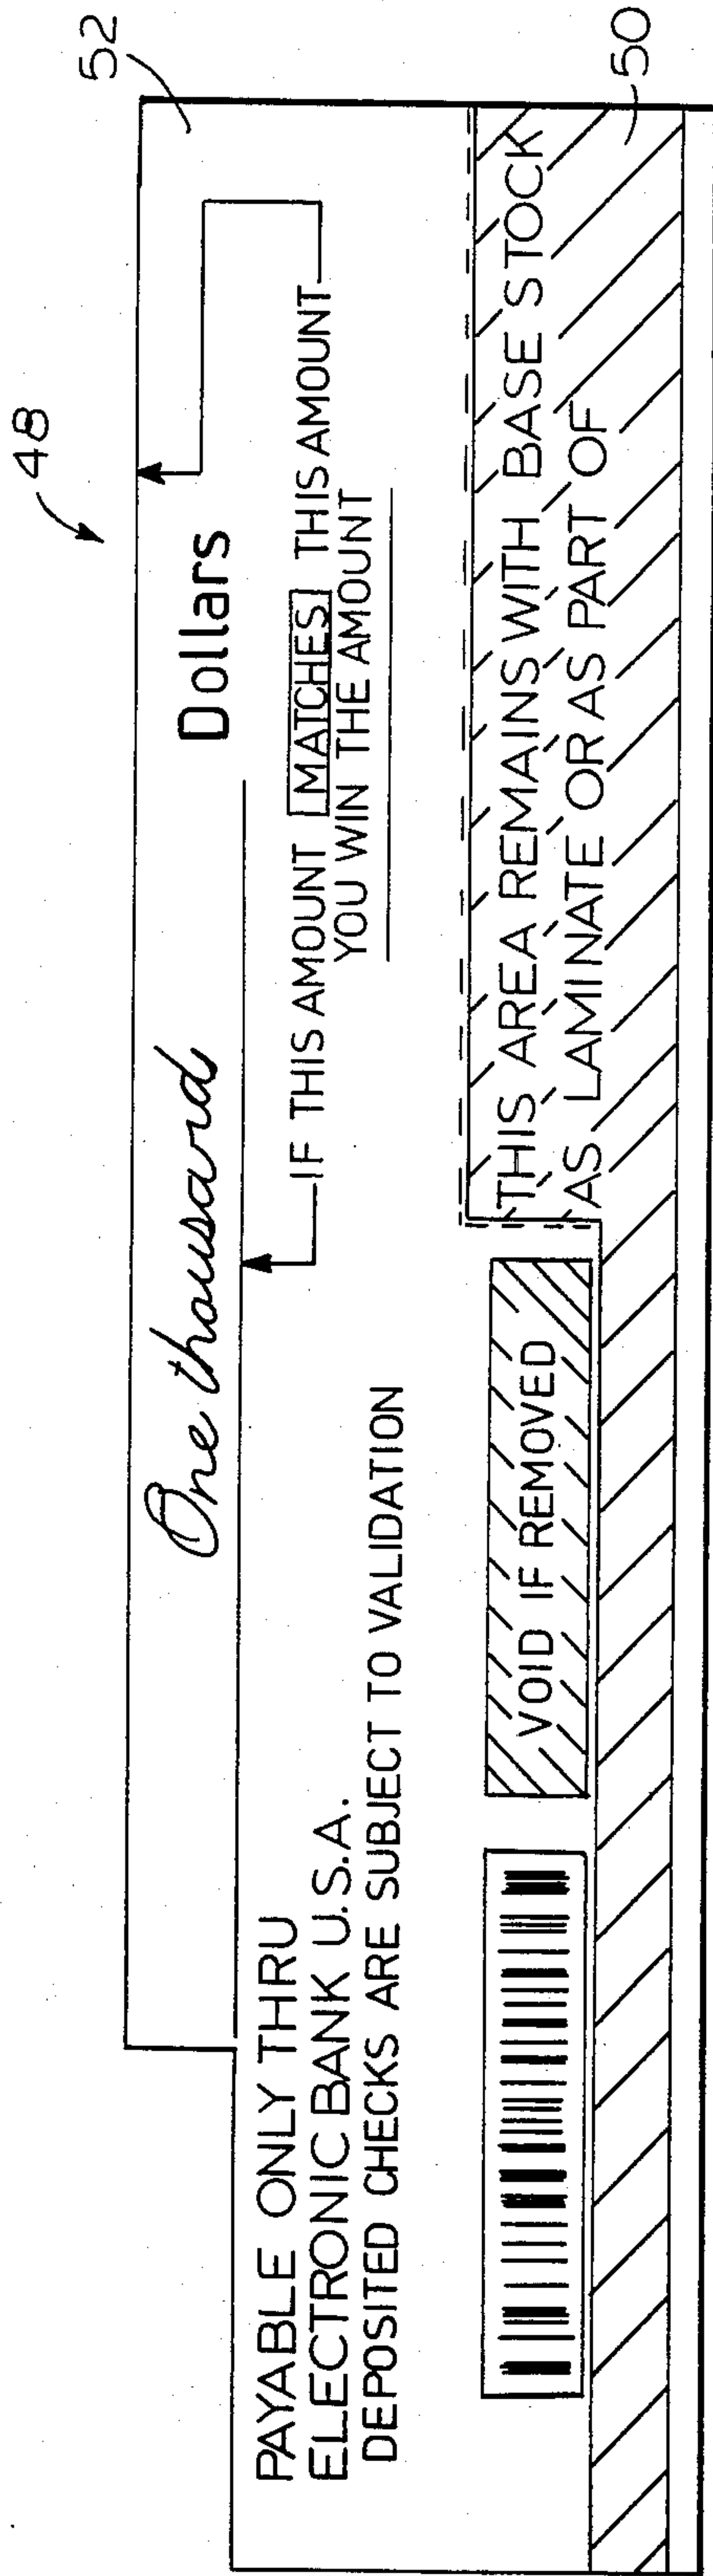 48
52
One thousand Dollars
PAYABLE ONLY THRU
ELECTRONIC BANK U.S.A.
DEPOSITED CHECKS ARE SUBJECT TO VALIDATION
IF THIS AMOUNT MATCHES THIS AMOUNT
YOU WIN THE AMOUNT
VOID IF REMOVED
THIS AREA REMAINS WITH BASE STOCK
AS LAMINATE OR AS PART OF
50